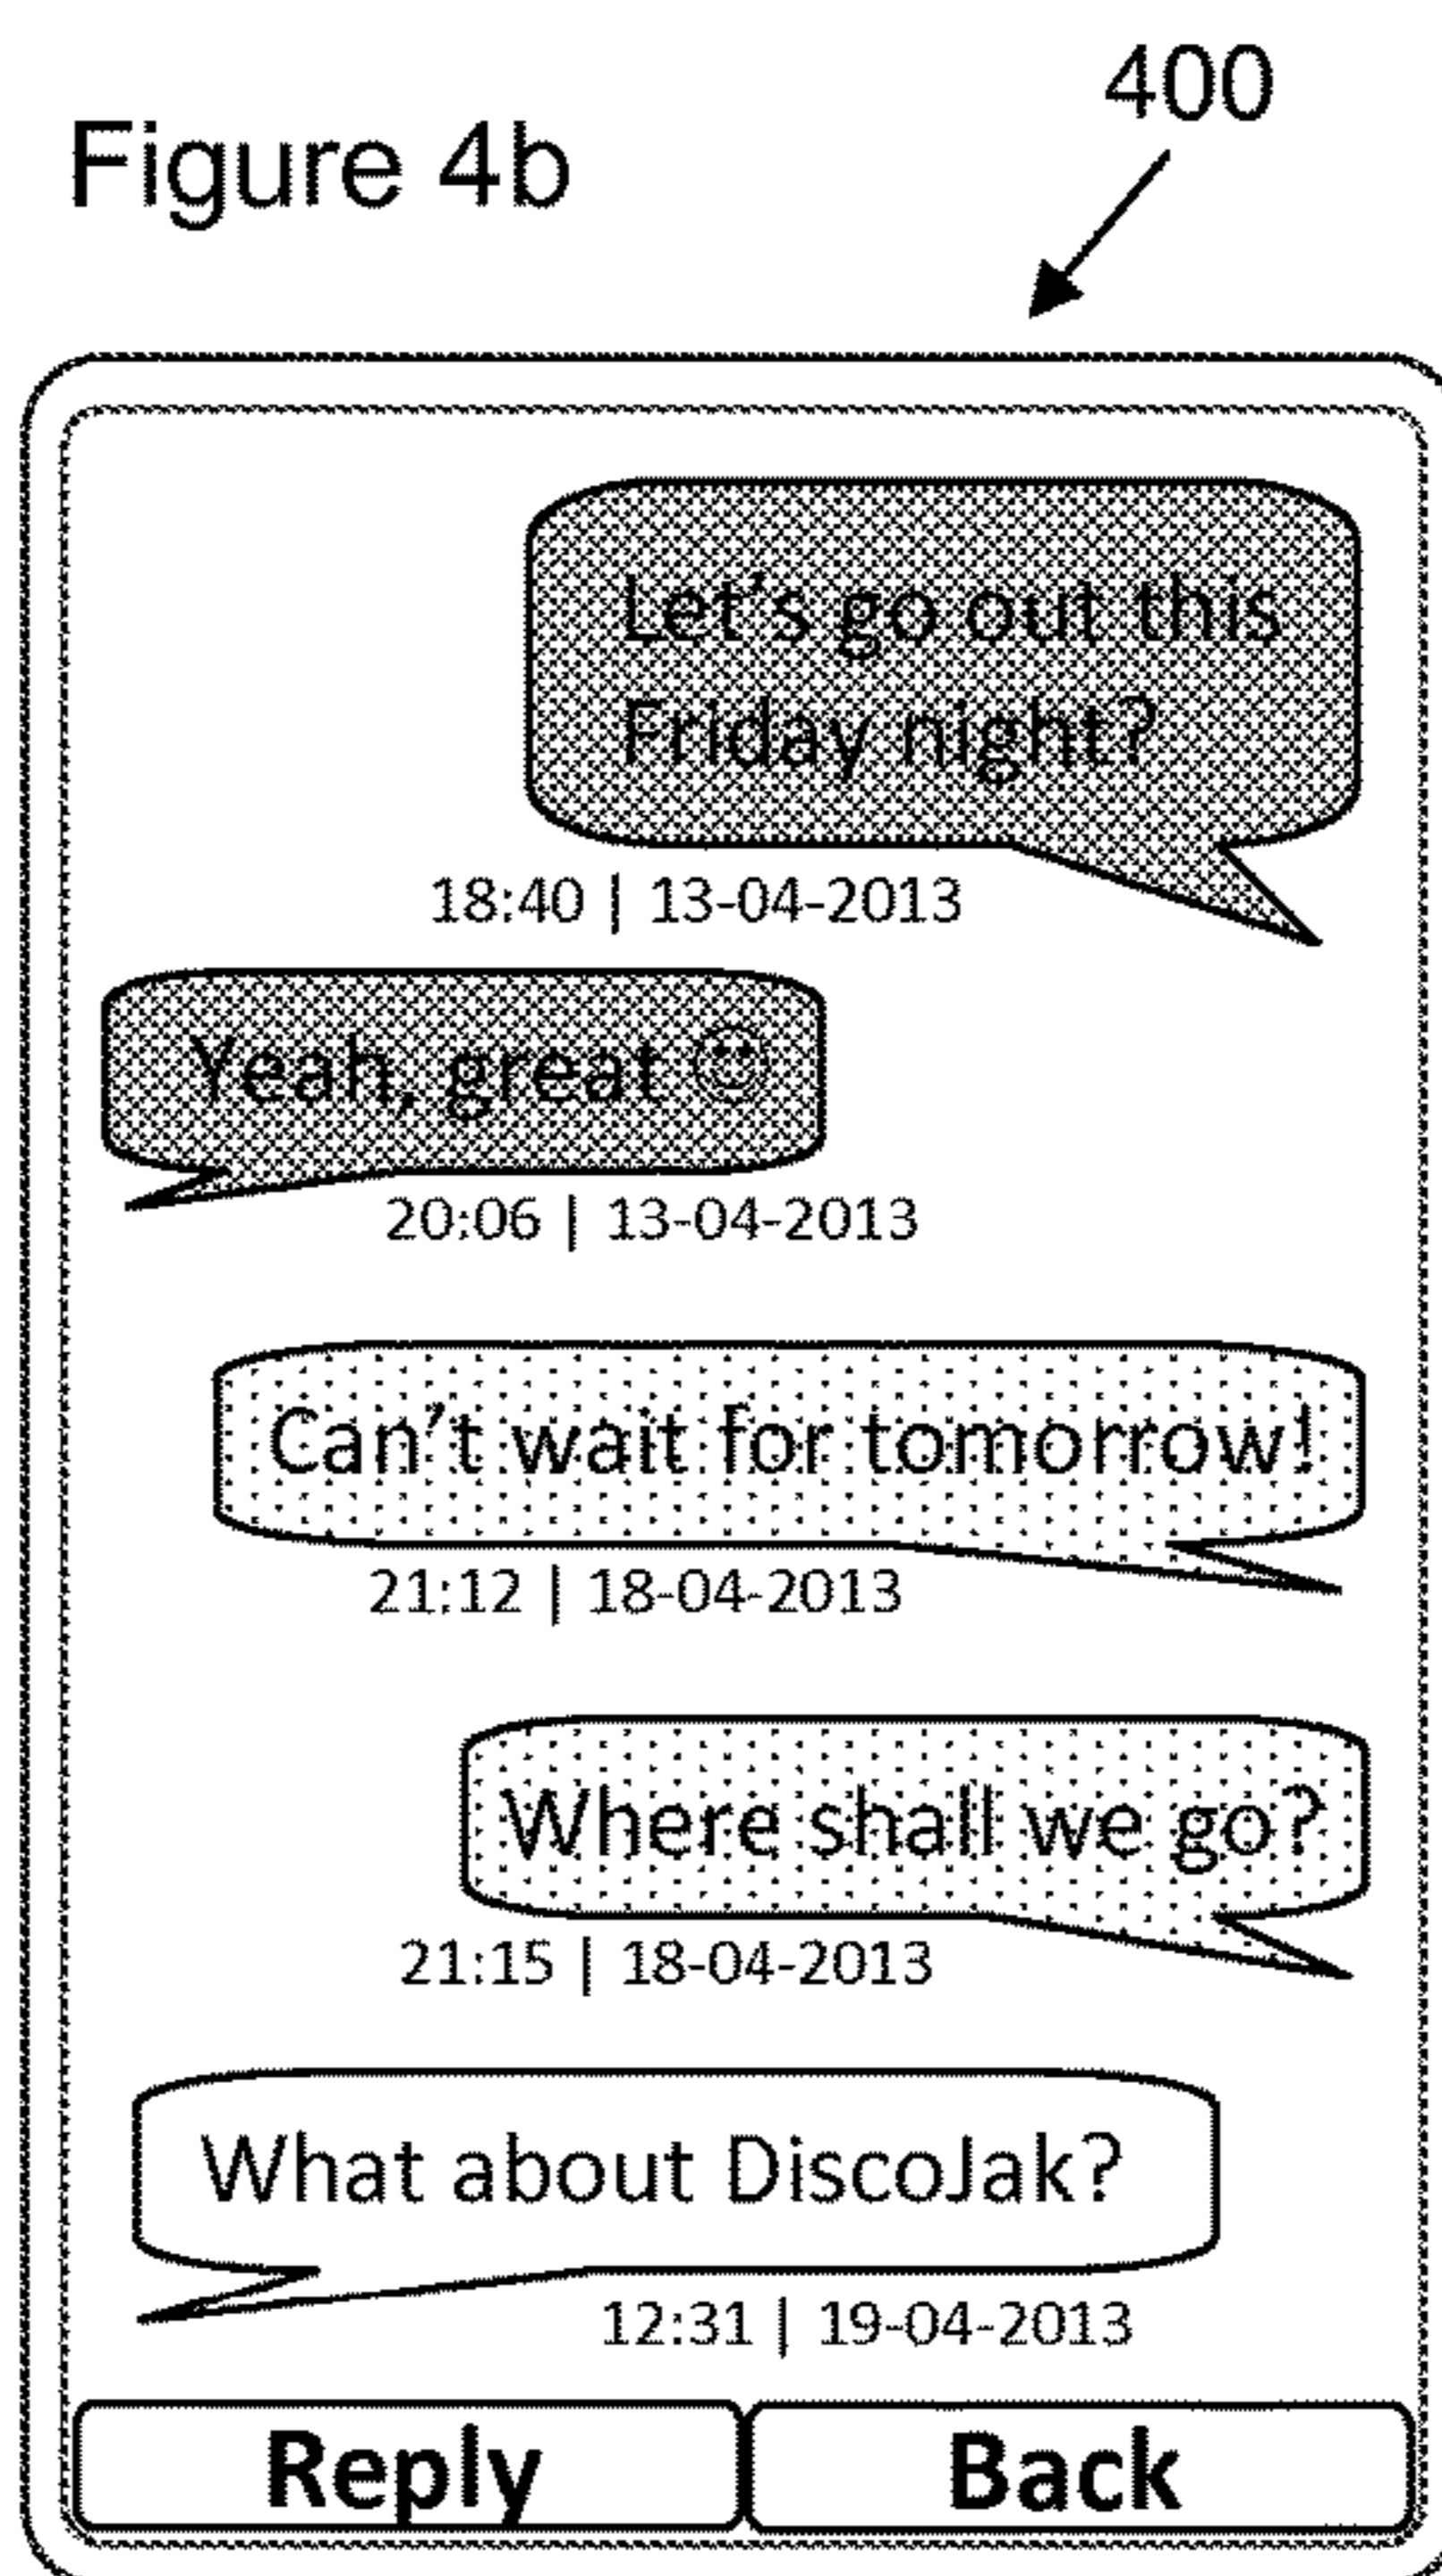 400
Figure 4b
Let's go out this
Friday night?
18:40 | 13-04-2013
Yeah, great ☺
20:06 | 13-04-2013
Can't wait for tomorrow!
21:12 | 18-04-2013
Where shall we go?
21:15 | 18-04-2013
What about DiscoJak?
12:31 | 19-04-2013
Reply Back